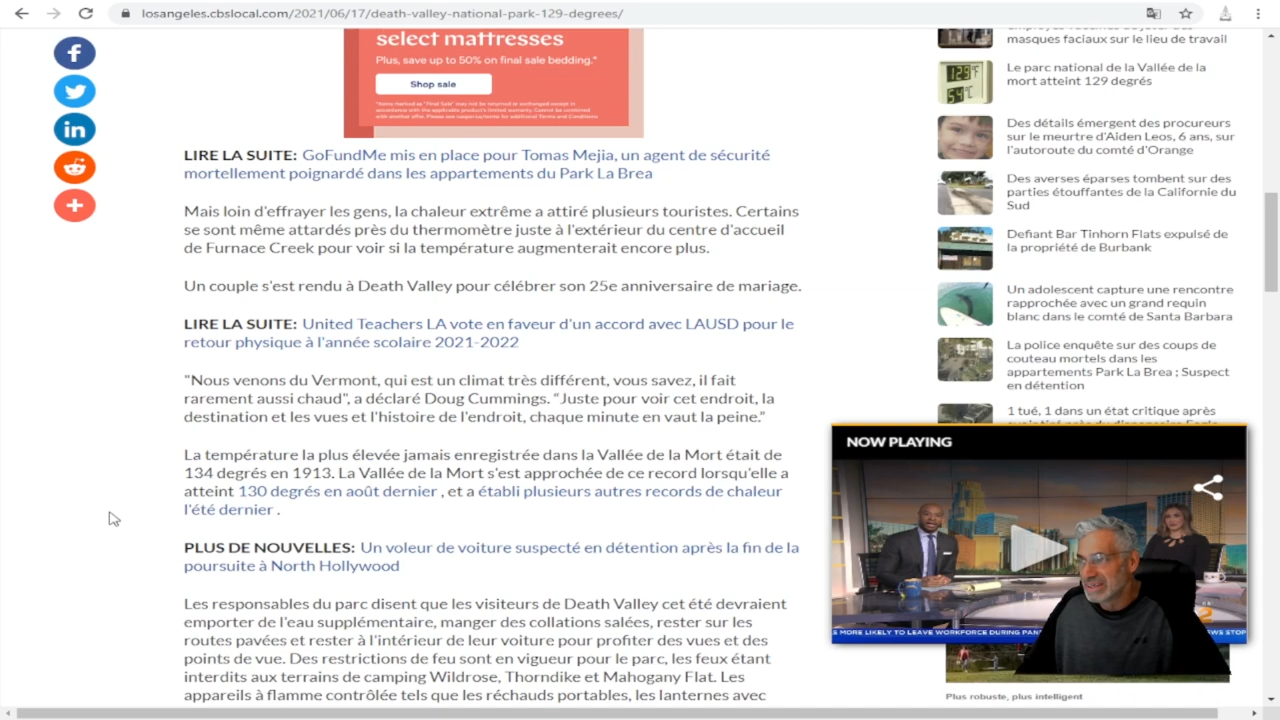 losangeles.cbslocal.com/2021/06/17/death-valley-national-park-129-degrees/
select mattresses
Plus, save up to 50% on final sale bedding.*
Shop sale
LIRE LA SUITE: GoFundMe mis en place pour Tomas Mejia, un agent de sécurité
mortellement poignardé dans les appartements du Park La Brea
Mais loin d'effrayer les gens, la chaleur extrême a attiré plusieurs touristes. Certains
se sont même attardés près du thermomètre juste à l'extérieur du centre d'accueil
de Furnace Creek pour voir si la température augmenterait encore plus.
Un couple s'est rendu à Death Valley pour célébrer son 25e anniversaire de mariage.
LIRE LA SUITE: United Teachers LA vote en faveur d'un accord avec LAUSD pour le
retour physique à l'année scolaire 2021-2022
"Nous venons du Vermont, qui est un climat très différent, vous savez, il fait
rarement aussi chaud", a déclaré Doug Cummings. “Juste pour voir cet endroit, la
destination et les vues et l'histoire de l'endroit, chaque minute en vaut la peine.”
La température la plus élevée jamais enregistrée dans la Vallée de la Mort était de
134 degrés en 1913. La Vallée de la Mort s'est approchée de ce record lorsqu'elle a
atteint 130 degrés en août dernier , et a établi plusieurs autres records de chaleur
l'été dernier .
PLUS DE NOUVELLES: Un voleur de voiture suspecté en détention après la fin de la
poursuite à North Hollywood
Les responsables du parc disent que les visiteurs de Death Valley cet été devraient
emporter de l'eau supplémentaire, manger des collations salées, rester sur les
routes pavées et rester à l'intérieur de leur voiture pour profiter des vues et des
points de vue. Des restrictions de feu sont en vigueur pour le parc, les feux étant
interdits aux terrains de camping Wildrose, Thorndike et Mahogany Flat. Les
appareils à flamme contrôlée tels que les réchauds portables, les lanternes avec
masques faciaux sur le lieu de travail
Le parc national de la Vallée de la
mort atteint 129 degrés
Des détails émergent des procureurs
sur le meurtre d'Aiden Leos, 6 ans, sur
l'autoroute du comté d'Orange
Des averses éparses tombent sur des
parties étouffantes de la Californie du
Sud
Defiant Bar Tinhorn Flats expulsé de
la propriété de Burbank
Un adolescent capture une rencontre
rapprochée avec un grand requin
blanc dans le comté de Santa Barbara
La police enquête sur des coups de
couteau mortels dans les
appartements Park La Brea ; Suspect
en détention
1 tué, 1 dans un état critique après
NOW PLAYING
MORE LIKELY TO LEAVE WORKFORCE DURING PAN
Plus robuste, plus intelligent